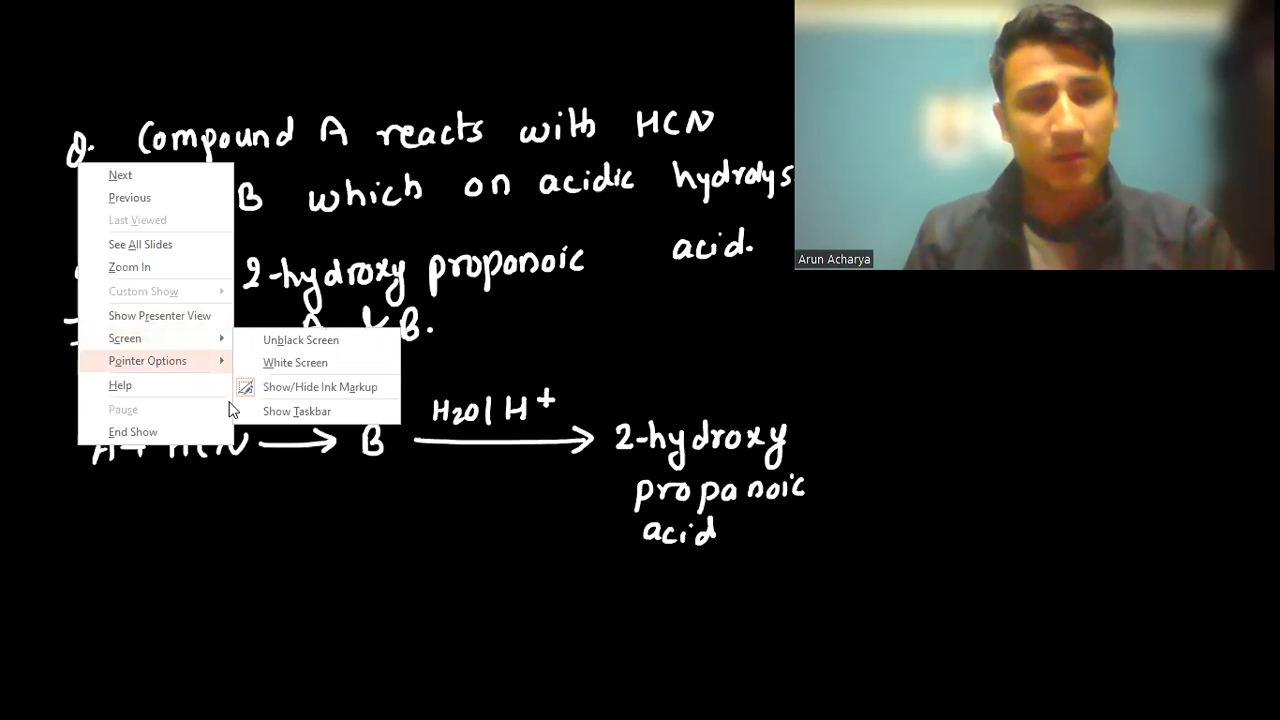 Q. Compound A reacts with HCN
B which on acidic hydrolys
2-hydroxy propanoic acid.
A & B.
A + HCN → B H2O/H+ → 2-hydroxy
propanoic
acid
Next
Previous
Last Viewed
See All Slides
Zoom In
Custom Show
Show Presenter View
Screen
Pointer Options
Help
Pause
End Show
Unblack Screen
White Screen
Show/Hide Ink Markup
Show Taskbar
Arun Acharya